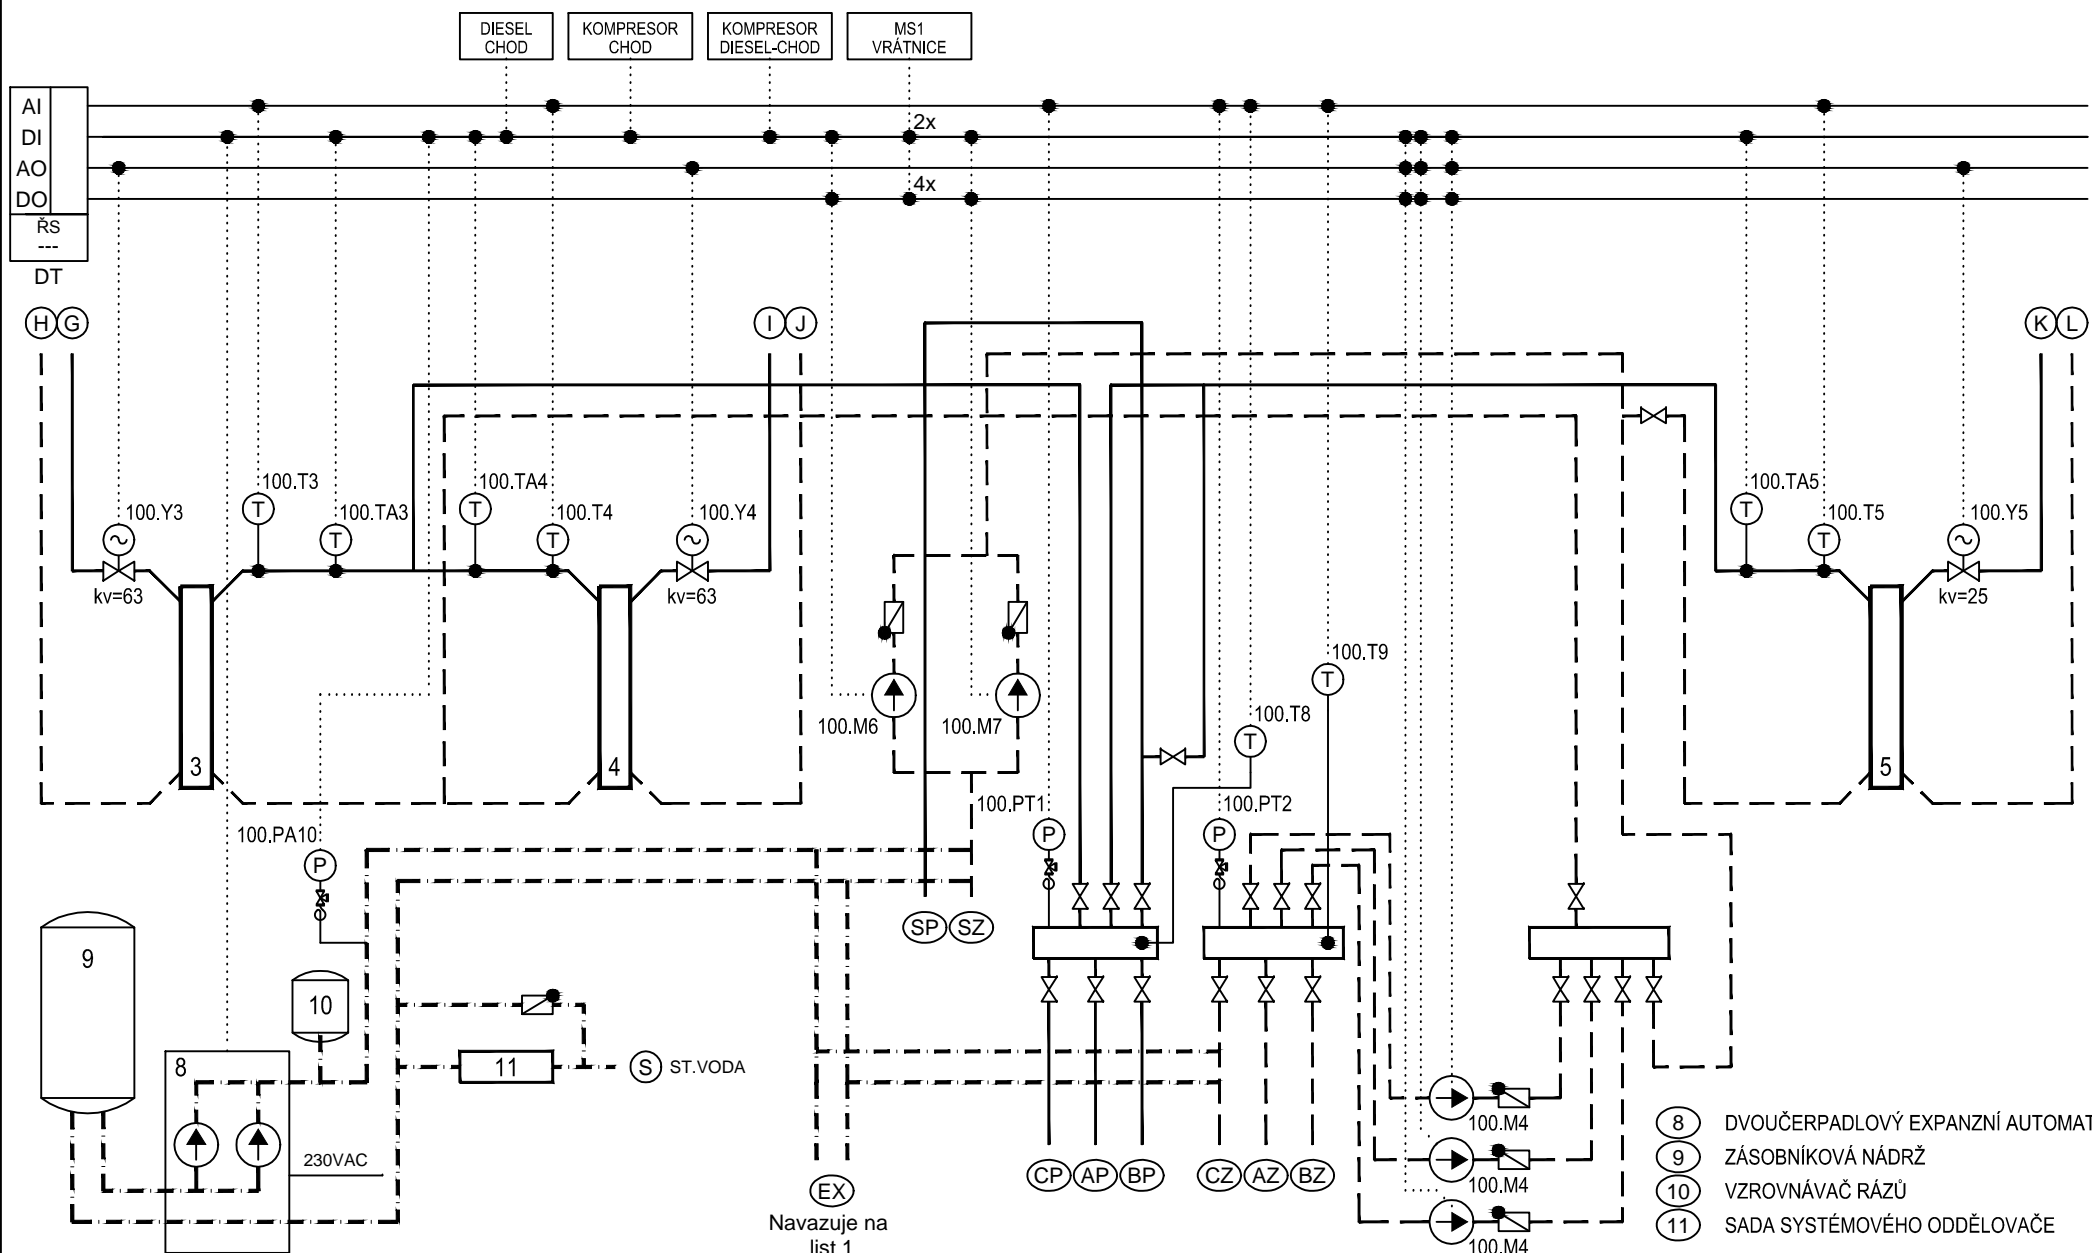 DIESEL
CHOD
KOMPRESOR
CHOD
KOMPRESOR
DIESEL-CHOD
MS1
VRÁTNICE
AI
DI
AO
DO
ŘS
---
DT
2x
4x
H
G
I
J
K
L
100.Y3
100.T3
100.TA3
100.TA4
100.T4
100.Y4
100.TA5
100.T5
100.Y5
T
T
T
T
T
T
kv=63
kv=63
kv=25
3
4
5
100.M6
100.M7
100.T9
T
100.T8
T
100.PT1
P
100.PT2
P
100.PA10
P
SP
SZ
9
10
8
11
S
ST.VODA
230VAC
EX
Navazuje na
list 1
CP
AP
BP
CZ
AZ
BZ
100.M4
100.M4
100.M4
8 DVOUČERPADLOVÝ EXPANZNÍ AUTOMAT
9 ZÁSOBNÍKOVÁ NÁDRŽ
10 VZROVNÁVAČ RÁZŮ
11 SADA SYSTÉMOVÉHO ODDĚLOVAČE